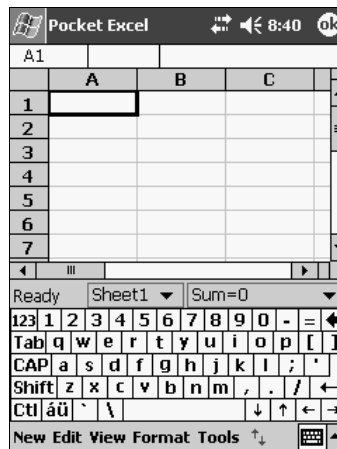 Pocket Excel 8:40 ok
A1
A B C
1
2
3
4
5
6
7
Ready Sheet1 Sum=0
123 1 2 3 4 5 6 7 8 9 0 - =
Tab q w e r t y u i o p [ ]
CAP a s d f g h j k l ; '
Shift z x c v b n m , . /
Ctl áü ` \
New Edit View Format Tools